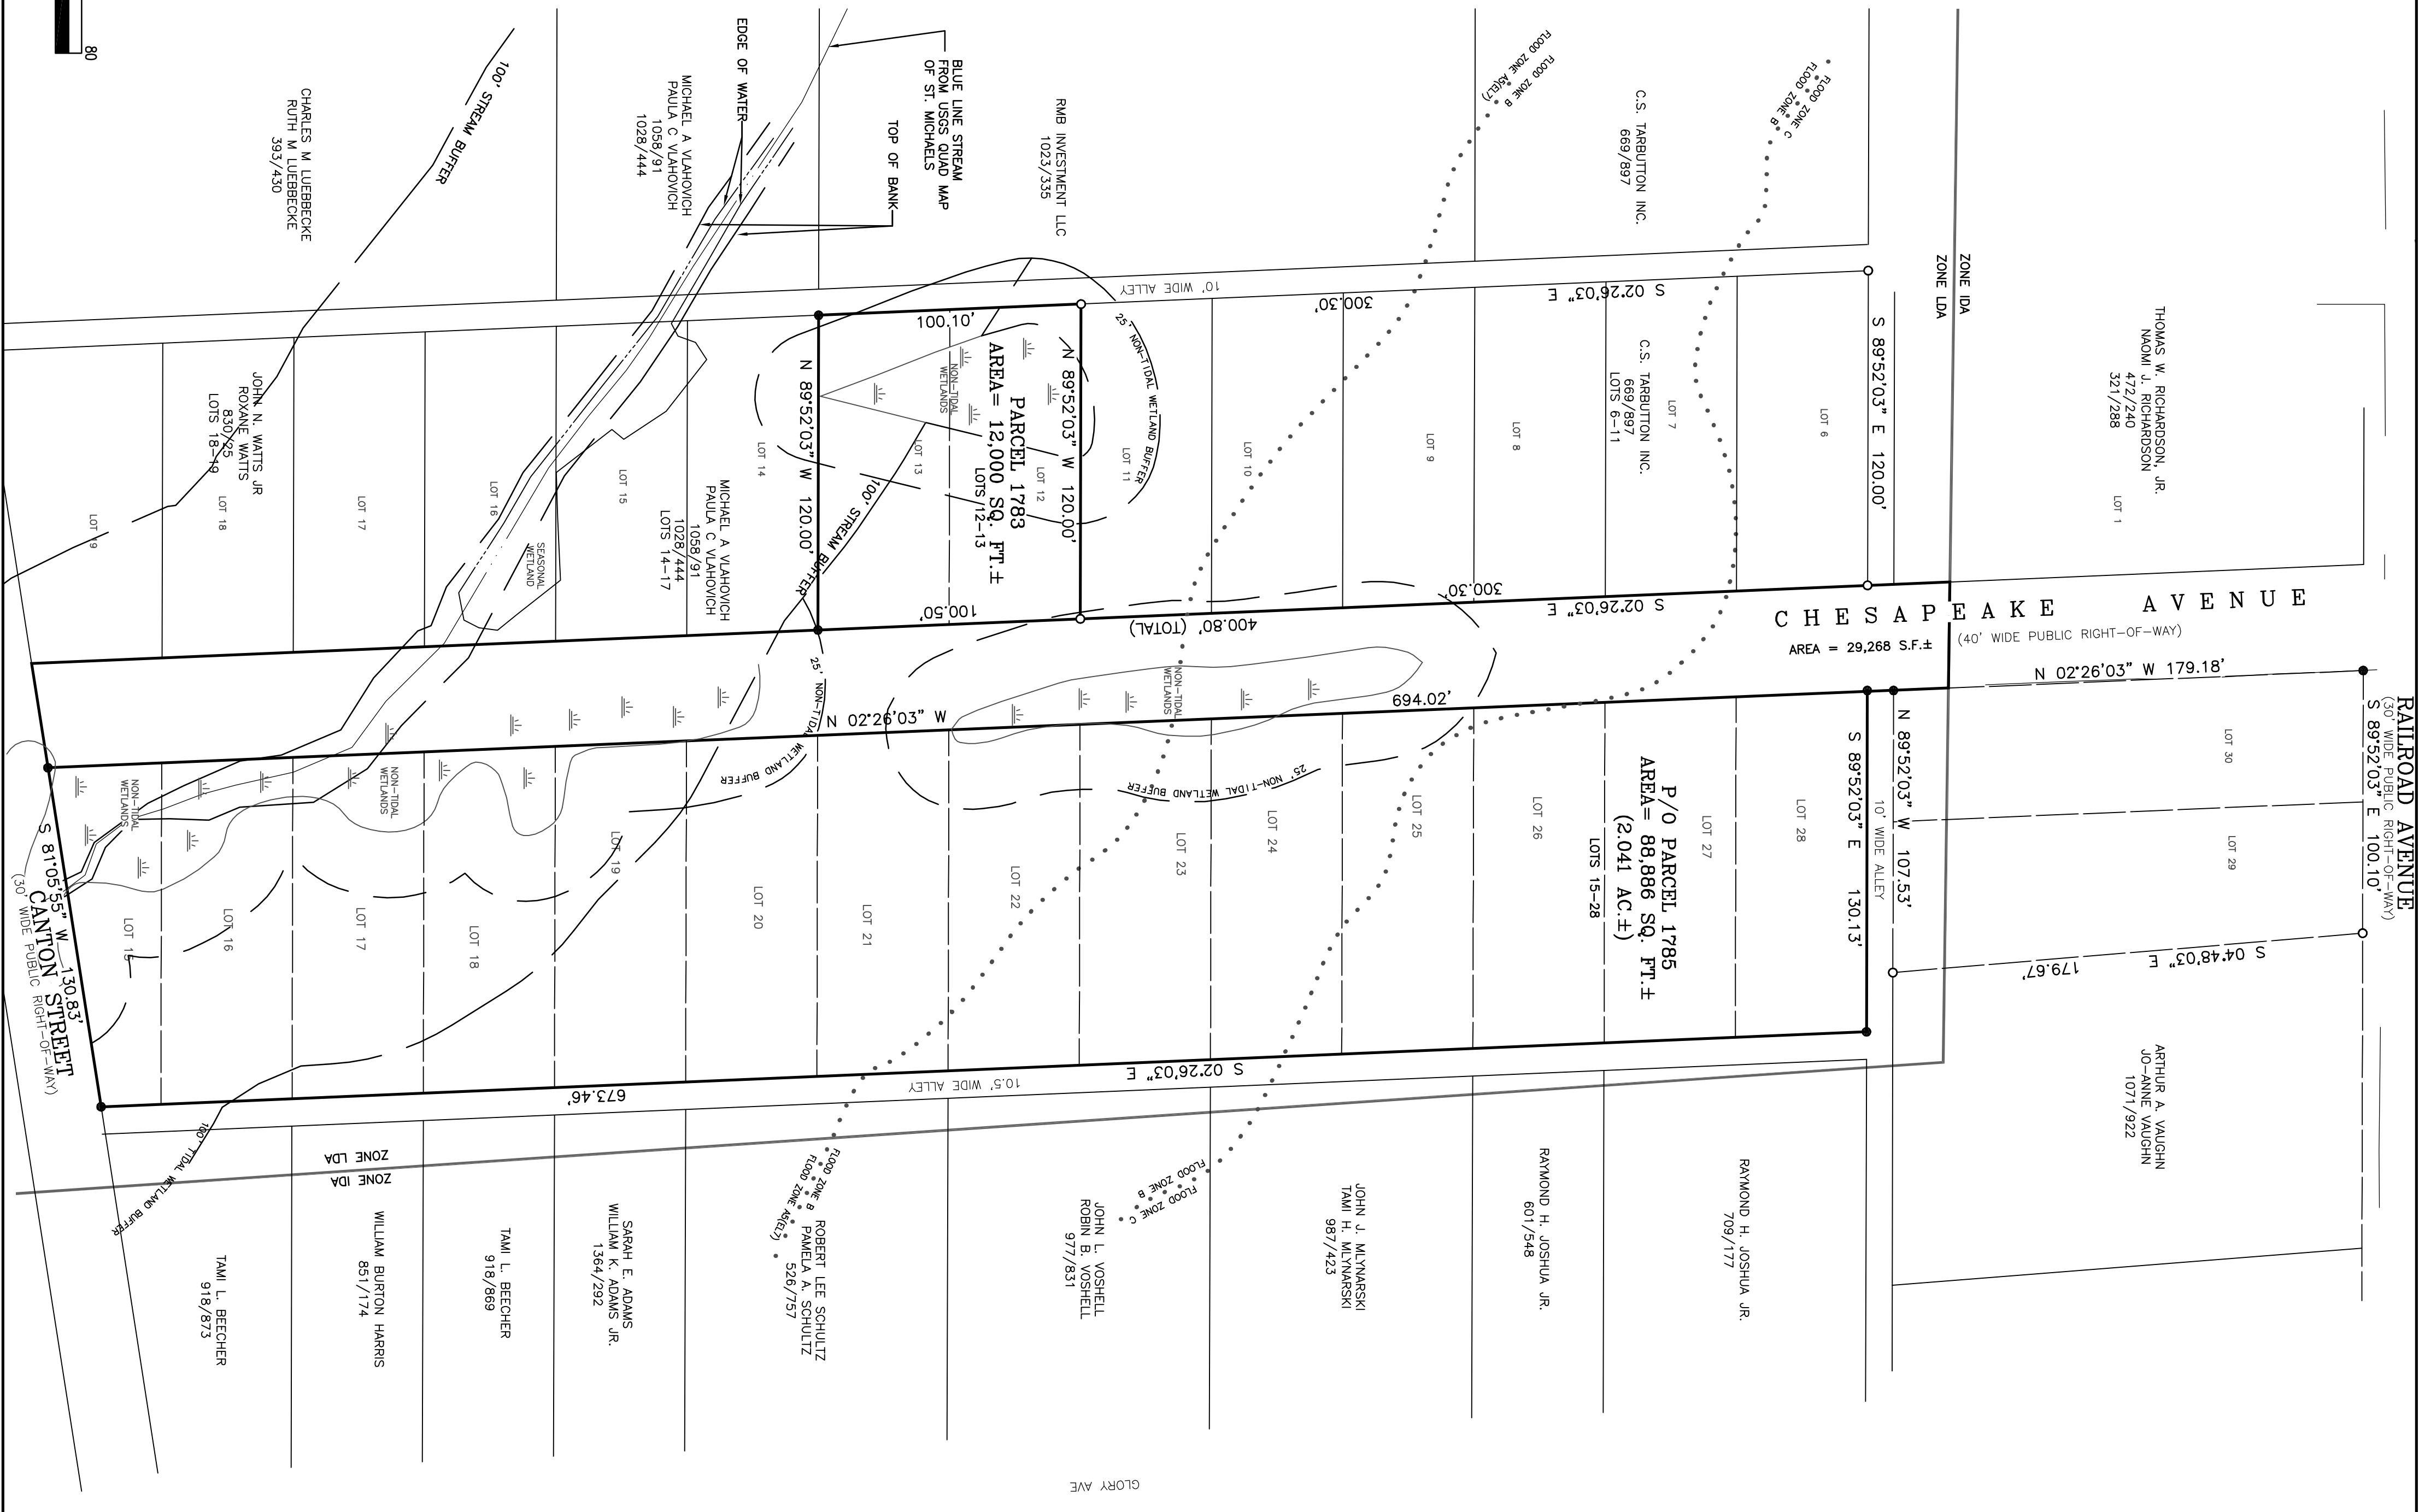 80
CHARLES M LUEBBECKE
RUTH M LUEBBECKE
393/430
100' STREAM BUFFER
EDGE OF WATER
MICHAEL A VLAHOVICH
PAULA C VLAHOVICH
1058/91
1028/444
TOP OF BANK
BLUE LINE STREAM
FROM USGS QUAD MAP
OF ST. MICHAELS
RMB INVESTMENT LLC
1023/335
FLOOD ZONE A5(EL7)
FLOOD ZONE B
C.S. TARBUTTON INC.
669/897
FLOOD ZONE C
FLOOD ZONE B
ZONE IDA
ZONE LDA
THOMAS W. RICHARDSON, JR.
NAOMI J. RICHARDSON
472/240
321/288
LOT 1
10' WIDE ALLEY
300.30'
S 02°26'03" E
S 89°52'03" E 120.00'
100.10'
N 89°52'03" W 120.00'
N 89°52'03" W 120.00'
PARCEL 1783
AREA= 12,000 SQ. FT.±
LOTS 12-13
NON-TIDAL
WETLANDS
25' NON-TIDAL WETLAND BUFFER
LOT 6
LOT 7
C.S. TARBUTTON INC.
669/897
LOTS 6-11
LOT 8
LOT 9
LOT 10
LOT 11
LOT 12
LOT 13
LOT 14
LOT 15
LOT 16
LOT 17
LOT 18
LOT 19
JOHN N. WATTS JR
ROXANE WATTS
830/225
LOTS 18-19
MICHAEL A VLAHOVICH
PAULA C VLAHOVICH
1058/91
1028/444
LOTS 14-17
SEASONAL
WETLAND
100' STREAM BUFFER
100.50'
300.30'
S 02°26'03" E
400.80' (TOTAL)
CHESAPEAKE AVENUE
(40' WIDE PUBLIC RIGHT-OF-WAY)
AREA = 29,268 S.F.±
N 02°26'03" W 179.18'
RAILROAD AVENUE
(30' WIDE PUBLIC RIGHT-OF-WAY)
S 89°52'03" E 100.10'
LOT 30
LOT 29
S 04°48'03" E
179.67'
N 89°52'03" W 107.53'
10' WIDE ALLEY
S 89°52'03" E 130.13'
N 02°26'03" W
694.02'
NON-TIDAL
WETLANDS
25' NON-TIDAL WETLAND BUFFER
25' NON-TIDAL WETLAND BUFFER
P/O PARCEL 1785
AREA= 88,886 SQ. FT.±
(2.041 AC.±)
LOTS 15-28
LOT 28
LOT 27
LOT 26
LOT 25
LOT 24
LOT 23
LOT 22
LOT 21
LOT 20
LOT 19
LOT 18
LOT 17
LOT 16
LOT 15
NON-TIDAL
WETLANDS
NON-TIDAL
WETLANDS
S 81°05'55" W 130.83'
CANTON STREET
(30' WIDE PUBLIC RIGHT-OF-WAY)
S 02°26'03" E
10.5' WIDE ALLEY
673.46'
100' TIDAL WETLAND BUFFER
ZONE LDA
ZONE IDA
FLOOD ZONE B
FLOOD ZONE A5(EL7)
FLOOD ZONE B
FLOOD ZONE C
TAMI L. BEECHER
918/873
WILLIAM BURTON HARRIS
851/174
TAMI L. BEECHER
918/869
SARAH E. ADAMS
WILLIAM K. ADAMS JR.
1364/292
ROBERT LEE SCHULTZ
PAMELA A. SCHULTZ
526/757
JOHN L. VOSHELL
ROBIN B. VOSHELL
977/831
JOHN J. MLYNARSKI
TAMI H. MLYNARSKI
987/423
RAYMOND H. JOSHUA JR.
601/548
RAYMOND H. JOSHUA JR.
709/177
ARTHUR A. VAUGHN
JO-ANNE VAUGHN
1071/922
GLORY AVE